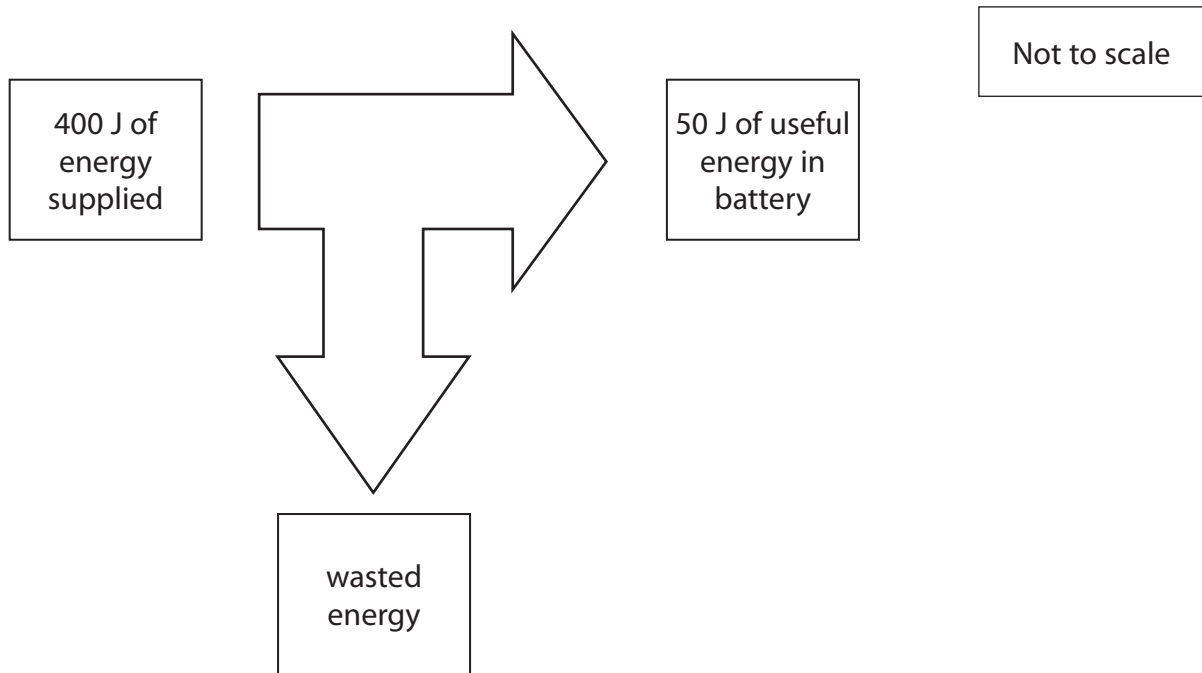 Not to scale
400 J of
energy
supplied
50 J of useful
energy in
battery
wasted
energy